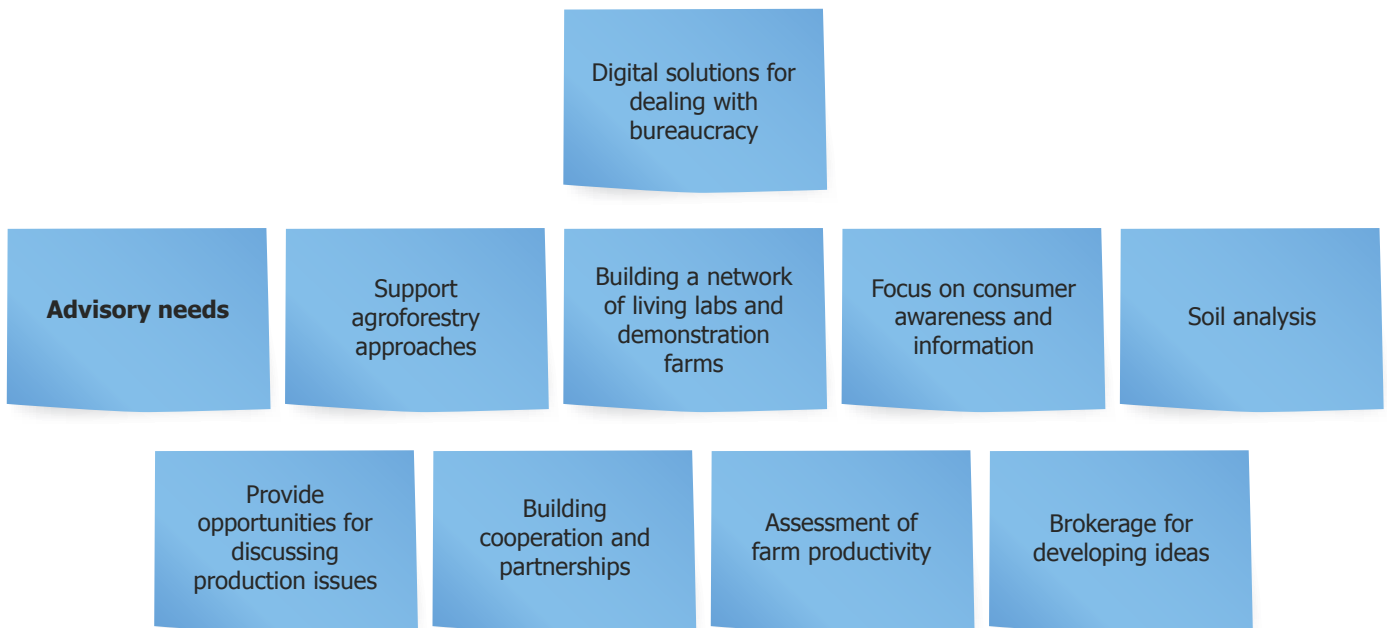 Digital solutions for
dealing with
bureaucracy
Advisory needs
Support
agroforestry
approaches
Building a network
of living labs and
demonstration
farms
Focus on consumer
awareness and
information
Soil analysis
Provide
opportunities for
discussing
production issues
Building
cooperation and
partnerships
Assessment of
farm productivity
Brokerage for
developing ideas